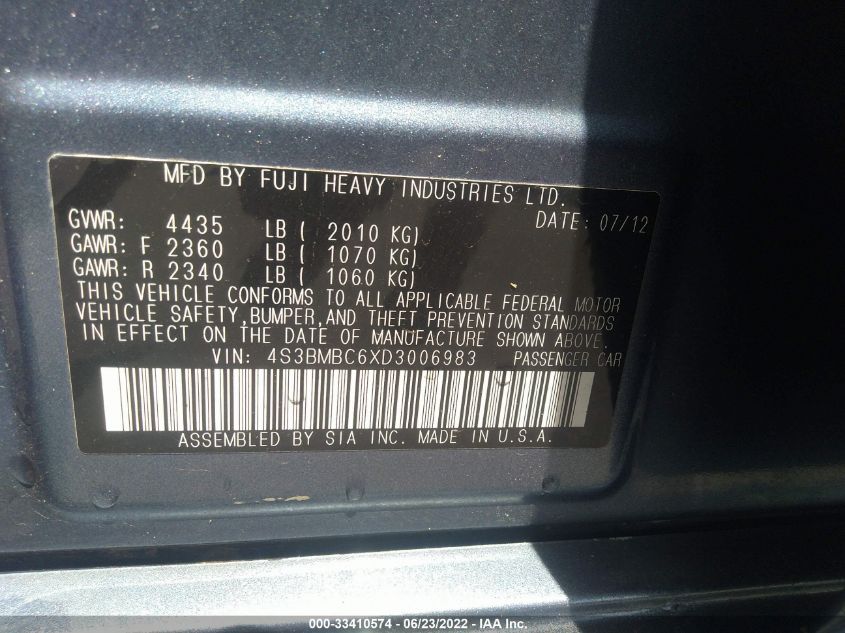 MFD BY FUJI HEAVY INDUSTRIES LTD.
DATE: 07/12
GVWR: 4435 LB ( 2010 KG)
GAWR: F 2360 LB ( 1070 KG)
GAWR: R 2340 LB ( 1060 KG)
THIS VEHICLE CONFORMS TO ALL APPLICABLE FEDERAL MOTOR
VEHICLE SAFETY, BUMPER, AND THEFT PREVENTION STANDARDS
IN EFFECT ON THE DATE OF MANUFACTURE SHOWN ABOVE.
VIN: 4S3BMBC6XD3006983 PASSENGER CAR
ASSEMBLED BY SIA INC. MADE IN U.S.A.
000-33410574 - 06/23/2022 - IAA Inc.